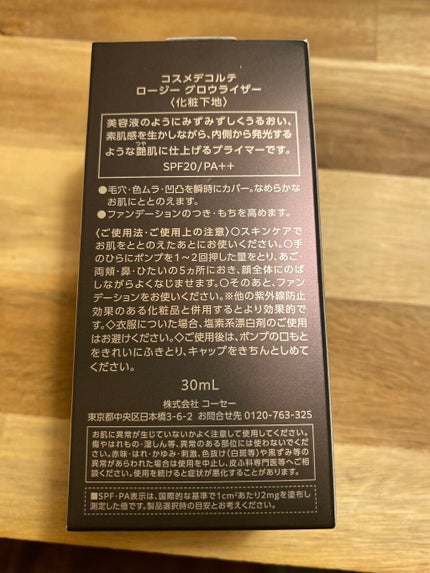 コスメデコルテ
ロージー グロウライザー
〈化粧下地〉
美容液のようにみずみずしくうるおい、
素肌感を生かしながら、内側から発光する
ような艶肌に仕上げるプライマーです。
つや
SPF20/PA++
●毛穴・色ムラ・凹凸を瞬時にカバー。なめらかな
お肌にととのえます。
●ファンデーションのつき・もちを高めます。
〈ご使用法・ご使用上の注意〉○スキンケアで
お肌をととのえたあとにお使いください。○手
のひらにポンプを1~2回押した量をとり、あご・
両頬・鼻・ひたいの5ヵ所におき、顔全体にのば
しながらよくなじませます。○そのあと、ファン
デーションをお使いください。※他の紫外線防止
効果のある化粧品と併用するとより効果的で
す。◇衣服についた場合、塩素系漂白剤のご使用
はお避けください。◇ご使用後は、ポンプの口もと
をきれいにふきとり、キャップをきちんとしめて
ください。
30mL
株式会社 コーセー
東京都中央区日本橋3-6-2 お問合せ先 0120-763-325
お肌に異常が生じていないかよく注意して使用してください。
傷やはれもの・湿しん等、異常のある部位には使わないでくだ
さい。赤味・はれ・かゆみ・刺激、色抜け(白斑等)や黒ずみ等の
異常があらわれた場合は使用を中止し、皮ふ科専門医等へご相
談ください。使用を続けると症状が悪化することがあります。
■SPF・PA表示は、国際的な基準で1cm²あたり2mgを塗布し
測定した値です。製品選択時の目安とお考えください。